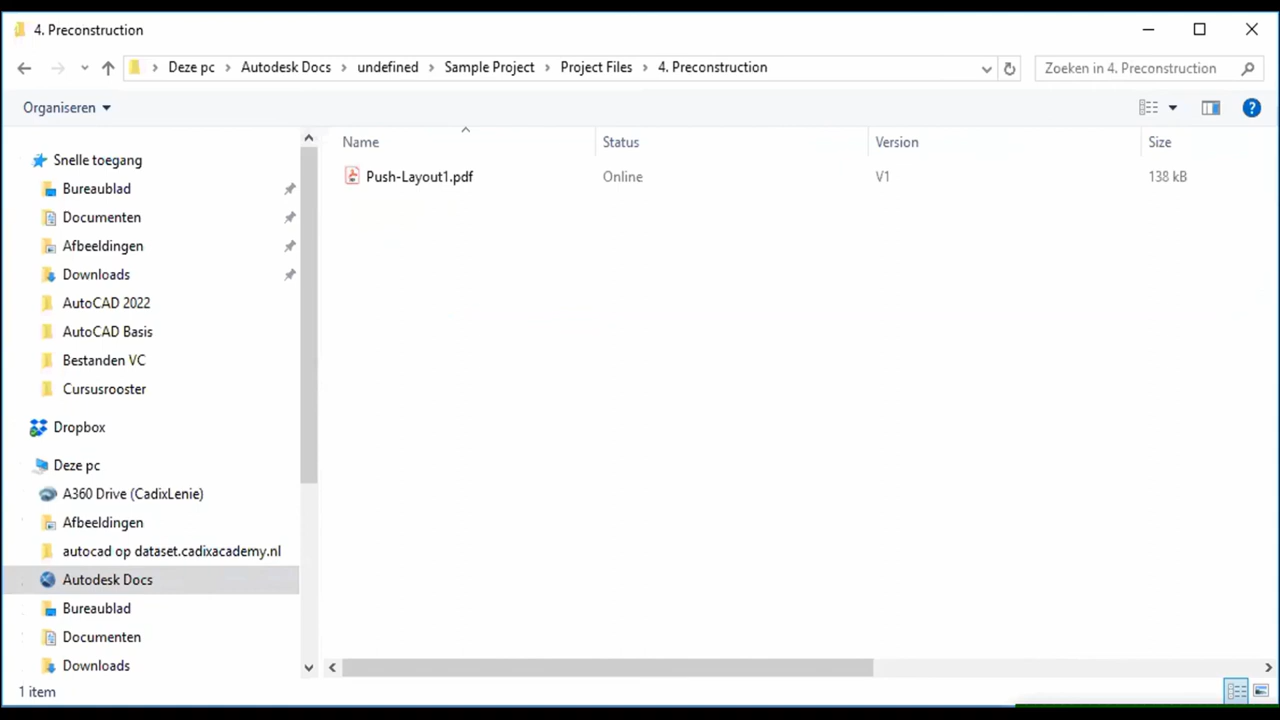 4. Preconstruction
Deze pc Autodesk Docs undefined Sample Project Project Files 4. Preconstruction
Zoeken in 4. Preconstruction
Organiseren
Name Status Version Size
Push-Layout1.pdf Online V1 138 kB
Snelle toegang
Bureaublad
Documenten
Afbeeldingen
Downloads
AutoCAD 2022
AutoCAD Basis
Bestanden VC
Cursusrooster
Dropbox
Deze pc
A360 Drive (CadixLenie)
Afbeeldingen
autocad op dataset.cadixacademy.nl
Autodesk Docs
Bureaublad
Documenten
Downloads
1 item